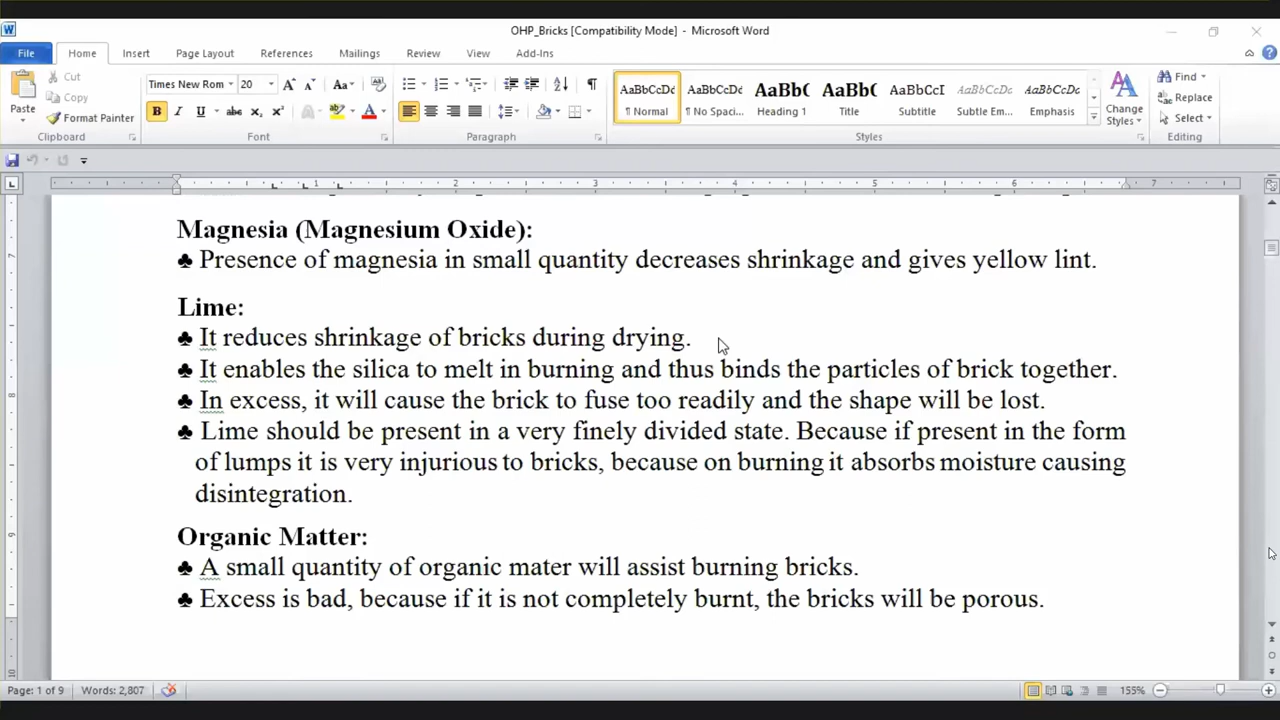 OHP_Bricks [Compatibility Mode] - Microsoft Word
File Home Insert Page Layout References Mailings Review View Add-Ins
Paste
Cut
Copy
Format Painter
Clipboard
Times New Rom 20
Font
Paragraph
AaBbCcDc AaBbCcDc AaBbC AaBbC AaBbCcI AaBbCcDc AaBbCcDc
¶ Normal ¶ No Spaci... Heading 1 Title Subtitle Subtle Em... Emphasis
Change Styles
Styles
Find
Replace
Select
Editing
1 2 3 4 5 6 7
Magnesia (Magnesium Oxide):
♣ Presence of magnesia in small quantity decreases shrinkage and gives yellow lint.
Lime:
♣ It reduces shrinkage of bricks during drying.
♣ It enables the silica to melt in burning and thus binds the particles of brick together.
♣ In excess, it will cause the brick to fuse too readily and the shape will be lost.
♣ Lime should be present in a very finely divided state. Because if present in the form
of lumps it is very injurious to bricks, because on burning it absorbs moisture causing
disintegration.
Organic Matter:
♣ A small quantity of organic mater will assist burning bricks.
♣ Excess is bad, because if it is not completely burnt, the bricks will be porous.
Page: 1 of 9 Words: 2,807 155%